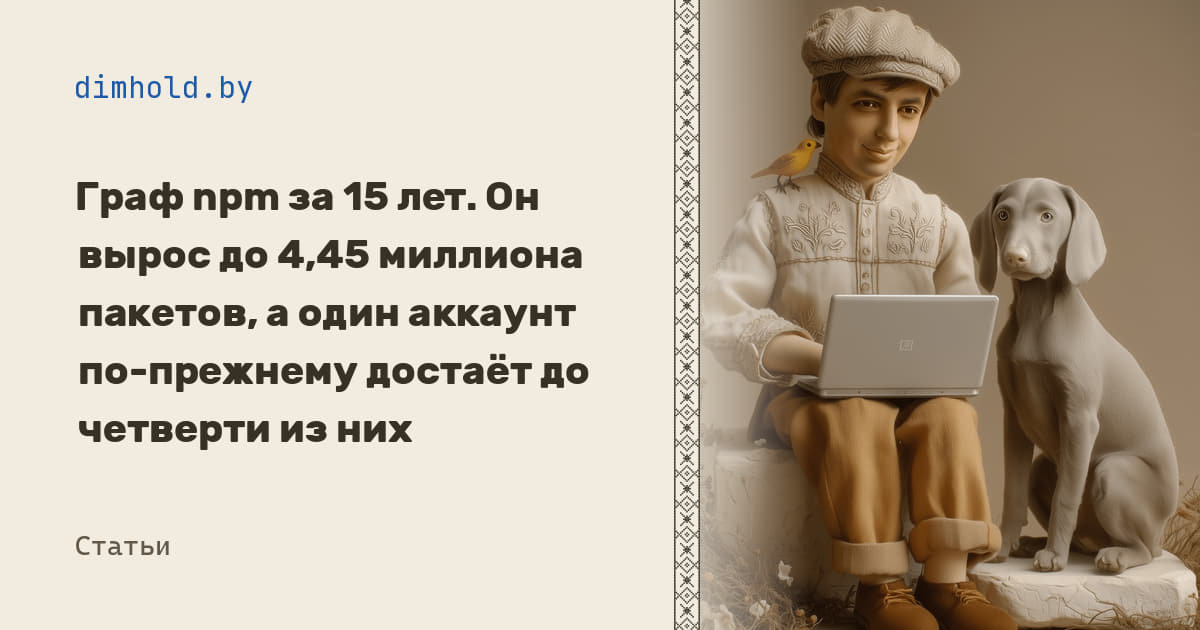 dimhold.by
Граф npm за 15 лет. Он
вырос до 4,45 миллиона
пакетов, а один аккаунт
по-прежнему достаёт до
четверти из них
Статьи